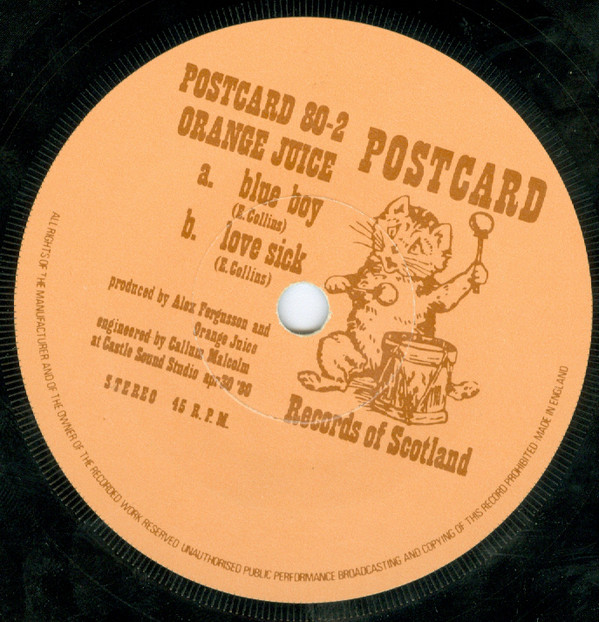 POSTCARD 80-2
ORANGE JUICE
a. blue boy
(E. Collins)
b. love sick
(E. Collins)
produced by Alex Fergusson and
Orange Juice
engineered by Callum Malcolm
at Castle Sound Studio apr 30 '80
STEREO 45 R.P.M.
POSTCARD
Records of Scotland
ALL RIGHTS OF THE MANUFACTURER AND OF THE OWNER OF THE RECORDED WORK RESERVED UNAUTHORISED PUBLIC PERFORMANCE BROADCASTING AND COPYING OF THIS RECORD PROHIBITED MADE IN ENGLAND